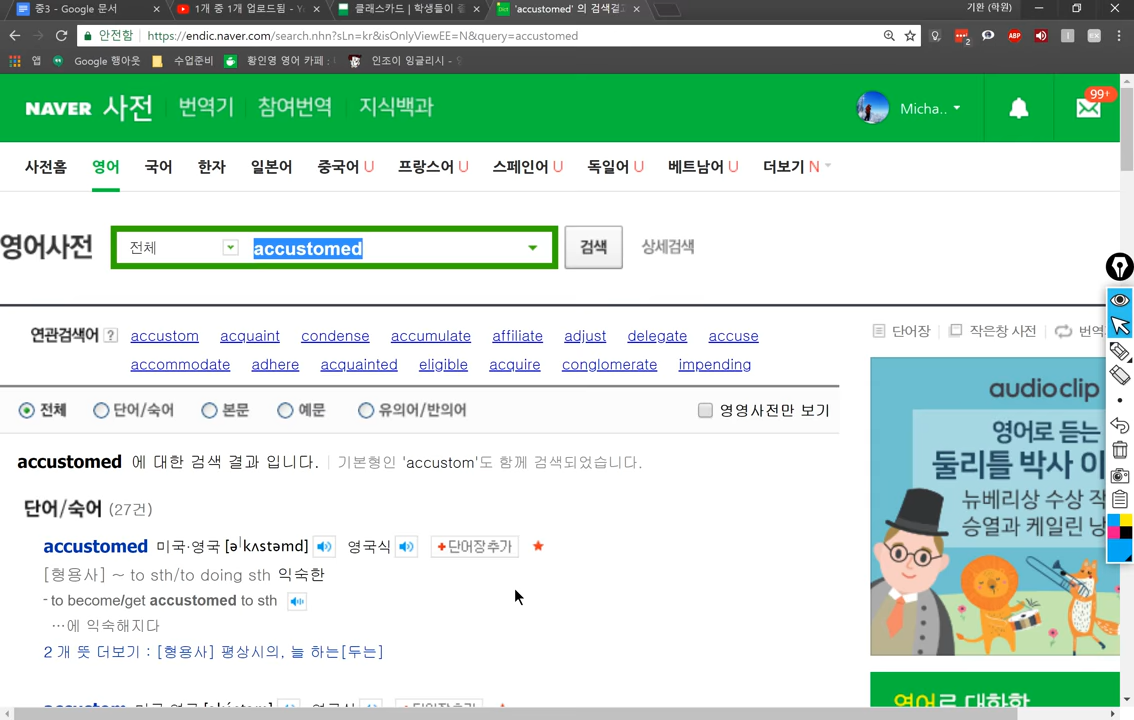 중3 - Google 문서
1개 중 1개 업로드됨 - Y
클래스카드 | 학생들이
'accustomed' 의 검색결과
기환 (학원)
안전함
https://endic.naver.com/search.nhn?sLn=kr&isOnlyViewEE=N&query=accustomed
ABP
2
앱
Google 행아웃
수업준비
황인영 영어 카페 :
인조이 잉글리시 -
NAVER 사전
번역기
참여번역
지식백과
Micha..
99+
사전홈
영어
국어
한자
일본어
중국어 U
프랑스어 U
스페인어 U
독일어 U
베트남어 U
더보기 N
영어사전
전체
accustomed
검색
상세검색
연관검색어 ?
accustom acquaint condense accumulate affiliate adjust delegate accuse
accommodate adhere acquainted eligible acquire conglomerate impending
단어장
작은창 사전
번역
전체
단어/숙어
본문
예문
유의어/반의어
영영사전만 보기
accustomed 에 대한 검색 결과 입니다. | 기본형인 'accustom'도 함께 검색되었습니다.
단어/숙어 (27건)
accustomed 미국·영국 [ə|kʌstəmd] 영국식 +단어장추가
[형용사] ~ to sth/to doing sth 익숙한
- to become/get accustomed to sth
…에 익숙해지다
2 개 뜻 더보기 : [형용사] 평상시의, 늘 하는[두는]
audioclip
영어로 듣는
둘리틀 박사 이
뉴베리상 수상 작
승열과 케일린 낭
영어로 대화할